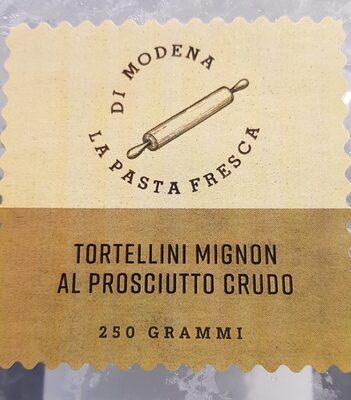 DI MODENA
LA PASTA FRESCA
TORTELLINI MIGNON
AL PROSCIUTTO CRUDO
250 GRAMMI